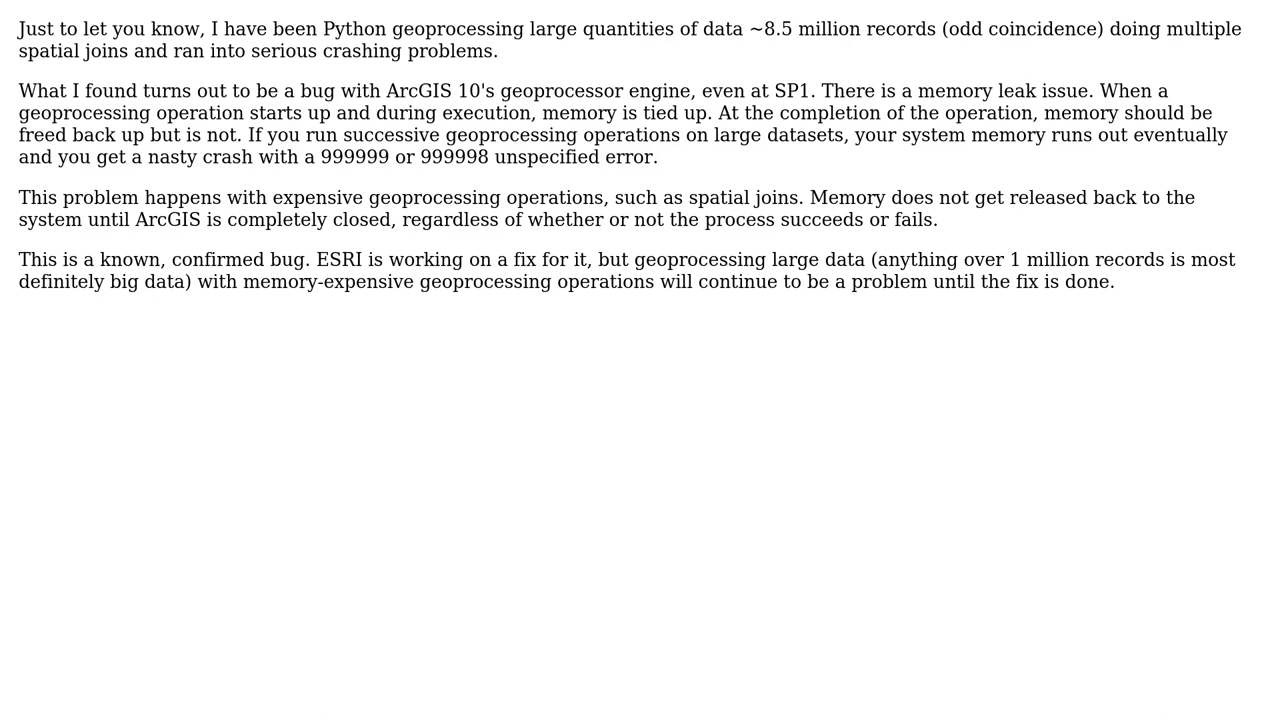 Just to let you know, I have been Python geoprocessing large quantities of data ~8.5 million records (odd coincidence) doing multiple
spatial joins and ran into serious crashing problems.
What I found turns out to be a bug with ArcGIS 10's geoprocessor engine, even at SP1. There is a memory leak issue. When a
geoprocessing operation starts up and during execution, memory is tied up. At the completion of the operation, memory should be
freed back up but is not. If you run successive geoprocessing operations on large datasets, your system memory runs out eventually
and you get a nasty crash with a 999999 or 999998 unspecified error.
This problem happens with expensive geoprocessing operations, such as spatial joins. Memory does not get released back to the
system until ArcGIS is completely closed, regardless of whether or not the process succeeds or fails.
This is a known, confirmed bug. ESRI is working on a fix for it, but geoprocessing large data (anything over 1 million records is most
definitely big data) with memory-expensive geoprocessing operations will continue to be a problem until the fix is done.